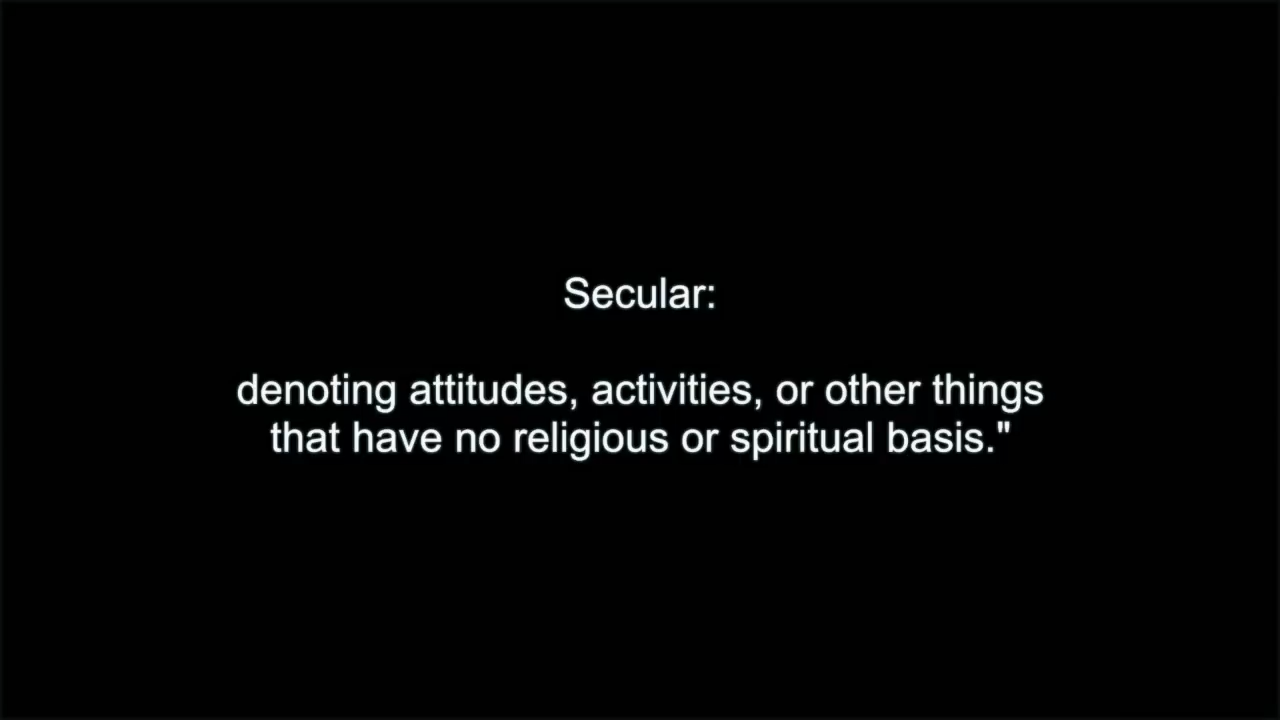 Secular:
denoting attitudes, activities, or other things
that have no religious or spiritual basis."